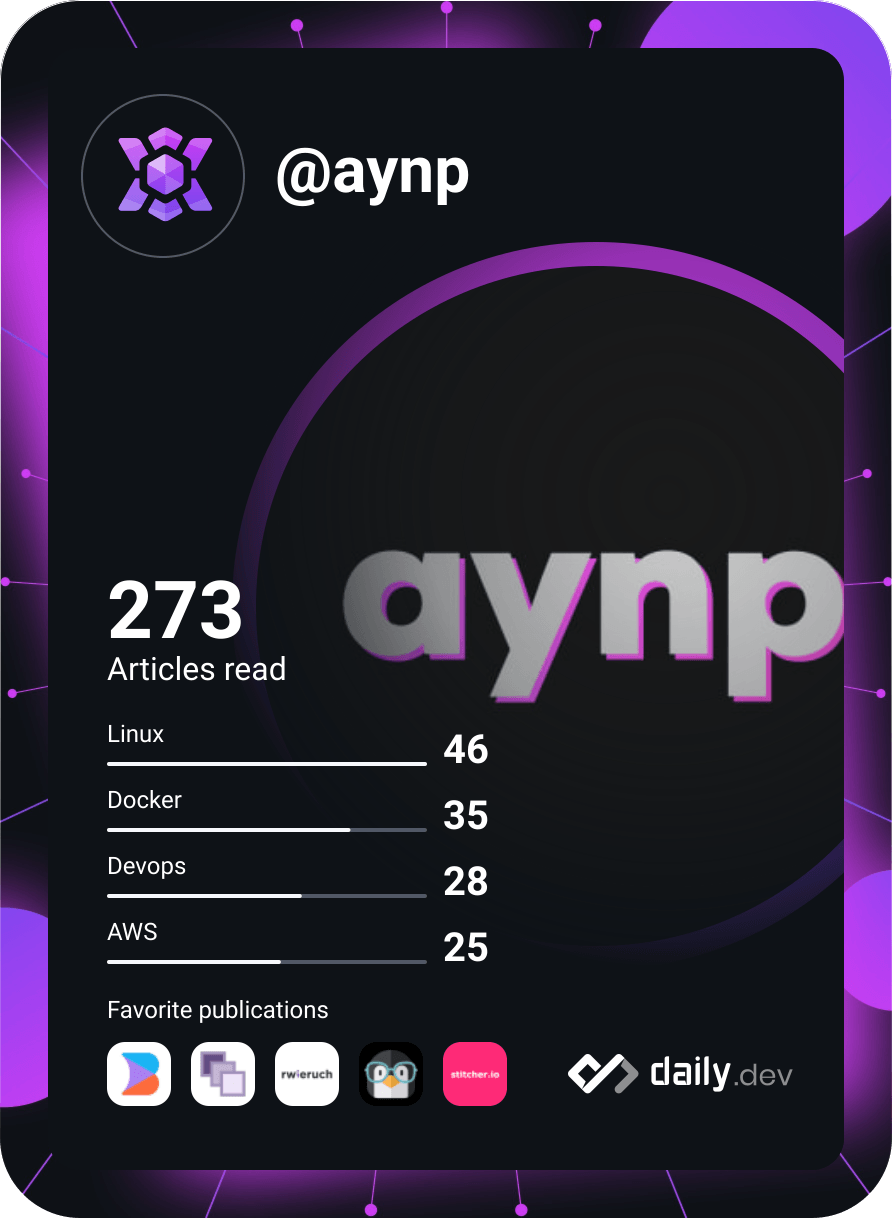 @aynp
aynp
273
Articles read
Linux
46
Docker
35
Devops
28
AWS
25
Favorite publications
rwieruch
stitcher.io
daily.dev